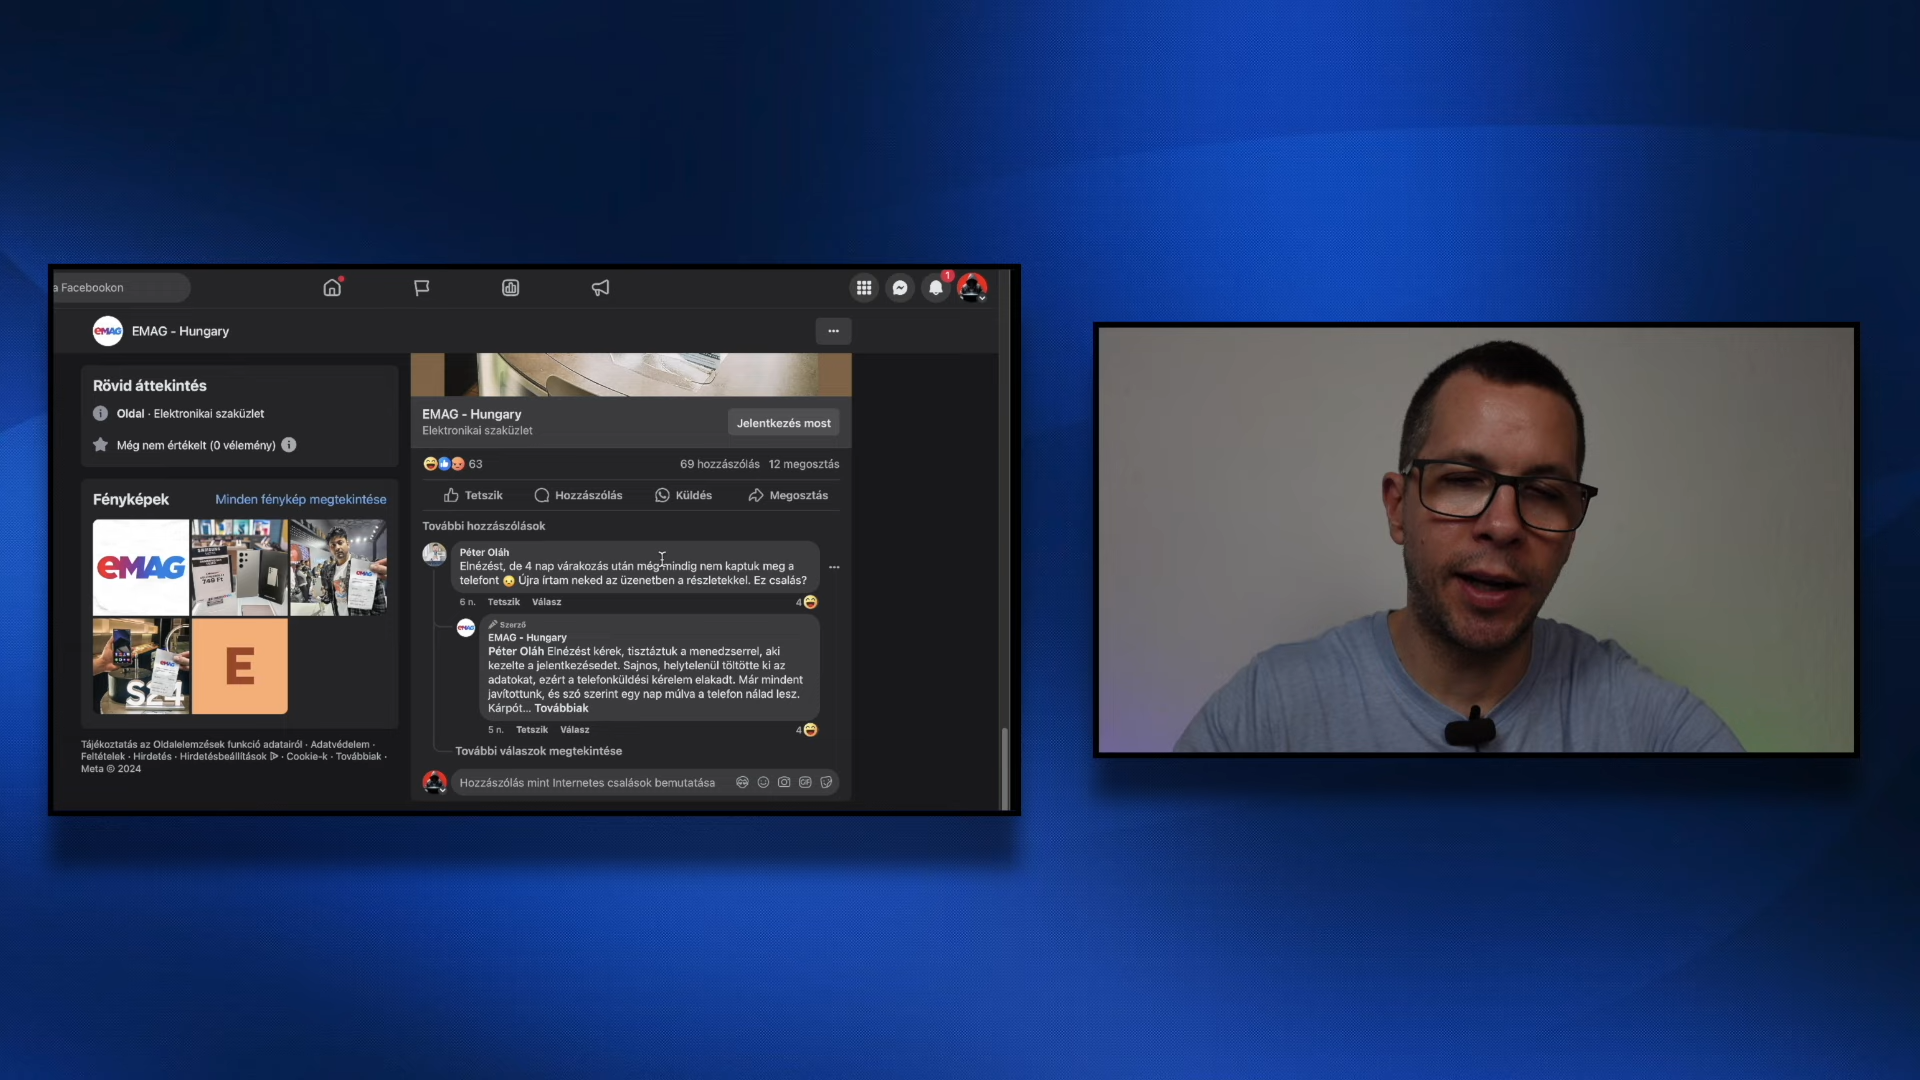 a Facebookon
1
eMAG
EMAG - Hungary
Rövid áttekintés
Oldal · Elektronikai szaküzlet
Még nem értékelt (0 vélemény)
Fényképek
Minden fénykép megtekintése
eMAG
S24
E
Tájékoztatás az Oldalelemzések funkció adatairól · Adatvédelem ·
Feltételek · Hirdetés · Hirdetésbeállítások · Cookie-k · Továbbiak ·
Meta © 2024
EMAG - Hungary
Elektronikai szaküzlet
Jelentkezés most
63
69 hozzászólás 12 megosztás
Tetszik Hozzászólás Küldés Megosztás
További hozzászólások
Péter Oláh
Elnézést, de 4 nap várakozás után még mindig nem kaptuk meg a
telefont Újra írtam neked az üzenetben a részletekkel. Ez csalás?
6 n. Tetszik Válasz 4
Szerző
EMAG - Hungary
Péter Oláh Elnézést kérek, tisztáztuk a menedzserrel, aki
kezelte a jelentkezésedet. Sajnos, helytelenül töltötte ki az
adatokat, ezért a telefonküldési kérelem elakadt. Már mindent
javítottunk, és szó szerint egy nap múlva a telefon nálad lesz.
Kárpót... Továbbiak
5 n. Tetszik Válasz 4
További válaszok megtekintése
Hozzászólás mint Internetes csalások bemutatása